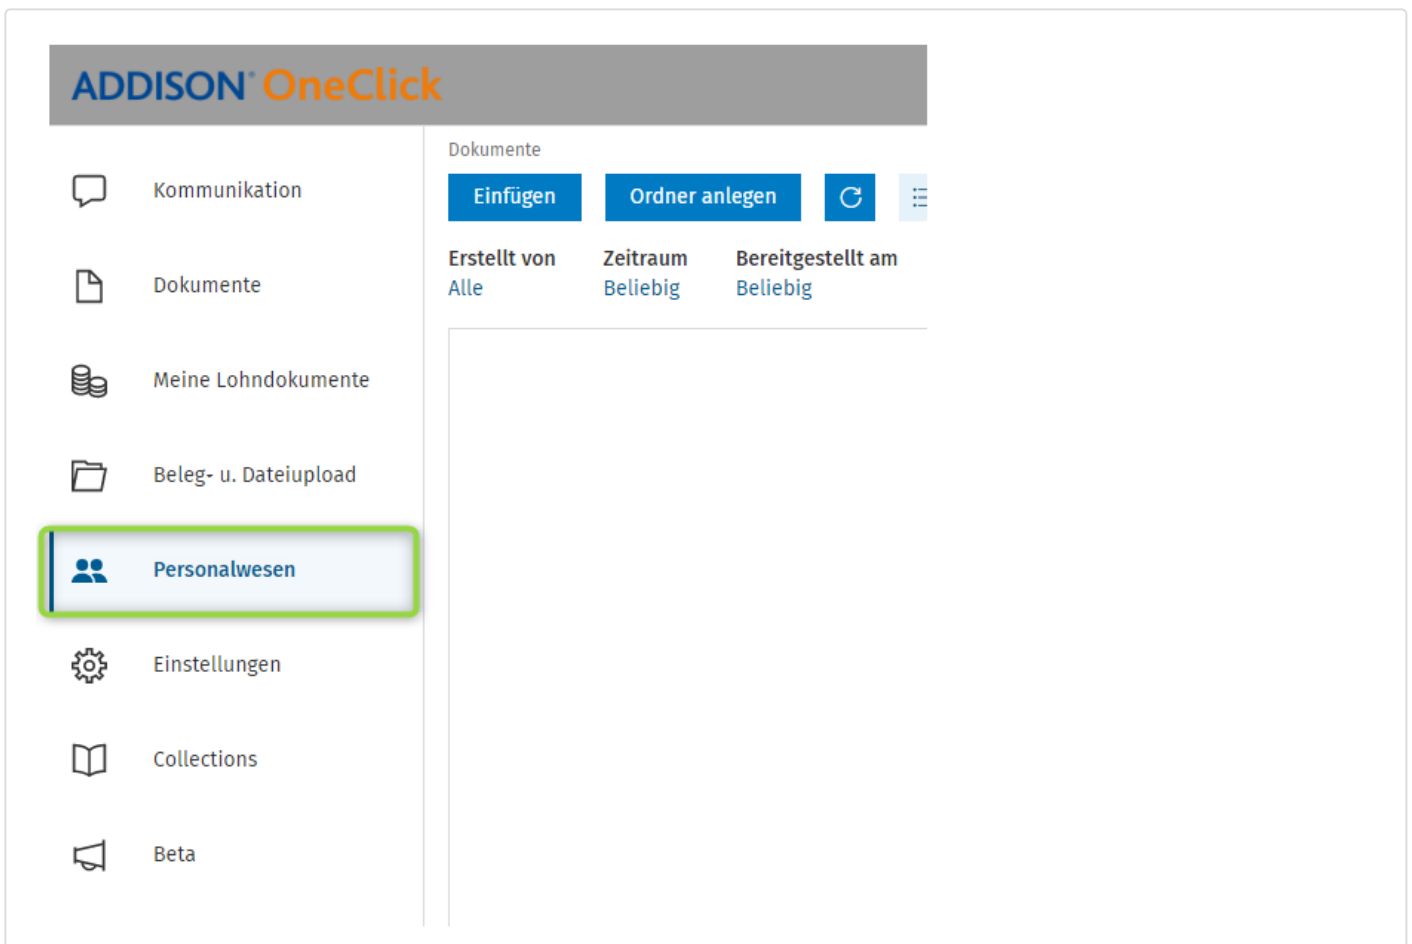 ADDISON® OneClick
Kommunikation
Dokumente
Meine Lohndokumente
Beleg- u. Dateiupload
Personalwesen
Einstellungen
Collections
Beta
Dokumente
Einfügen Ordner anlegen
Erstellt von Zeitraum Bereitgestellt am
Alle Beliebig Beliebig